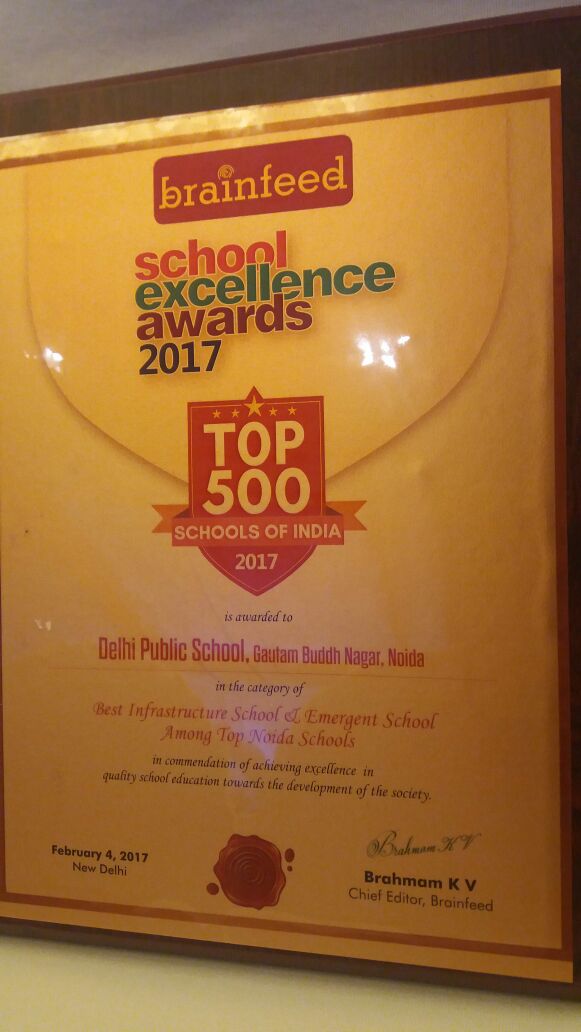 brainfeed
school
excellence
awards
2017
TOP
500
SCHOOLS OF INDIA
2017
is awarded to
Delhi Public School, Gautam Buddh Nagar, Noida
in the category of
Best Infrastructure School & Emergent School
Among Top Noida Schools
in commendation of achieving excellence in
quality school education towards the development of the society.
February 4, 2017
New Delhi
Brahmam K V
Brahmam K V
Chief Editor, Brainfeed